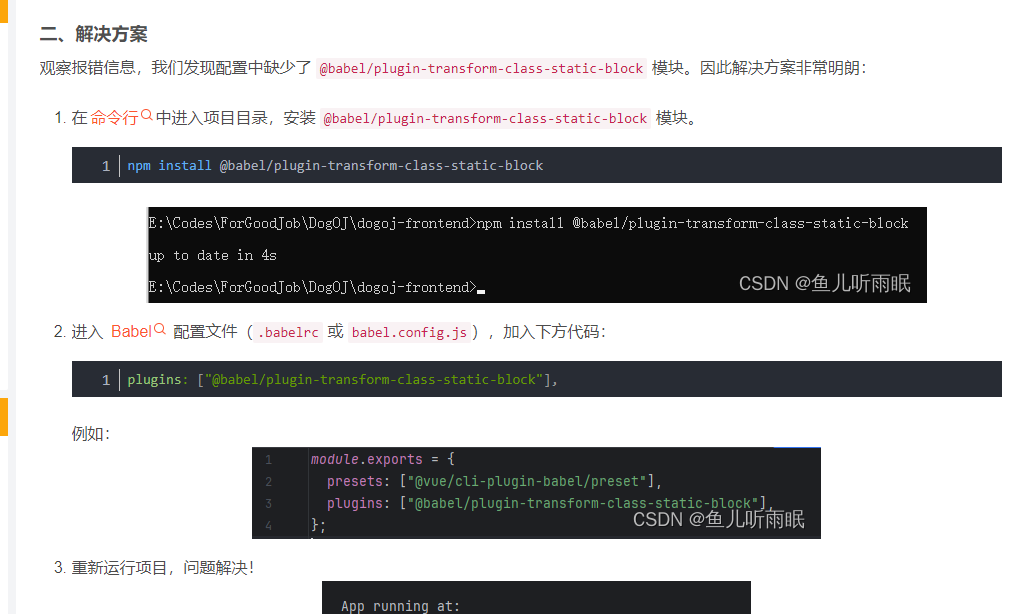 二、解决方案
观察报错信息，我们发现配置中缺少了 @babel/plugin-transform-class-static-block 模块。因此解决方案非常明朗：
1. 在 命令行 中进入项目目录，安装 @babel/plugin-transform-class-static-block 模块。
1 npm install @babel/plugin-transform-class-static-block
E:\Codes\ForGoodJob\DogOJ\dogoj-frontend>npm install @babel/plugin-transform-class-static-block
up to date in 4s
E:\Codes\ForGoodJob\DogOJ\dogoj-frontend>
CSDN @鱼儿听雨眠
2. 进入 Babel 配置文件（ .babelrc 或 babel.config.js ），加入下方代码：
1 plugins: ["@babel/plugin-transform-class-static-block"],
例如：
1 module.exports = {
2 presets: ["@vue/cli-plugin-babel/preset"],
3 plugins: ["@babel/plugin-transform-class-static-block"],
4 };
CSDN @鱼儿听雨眠
3. 重新运行项目，问题解决！
App running at: